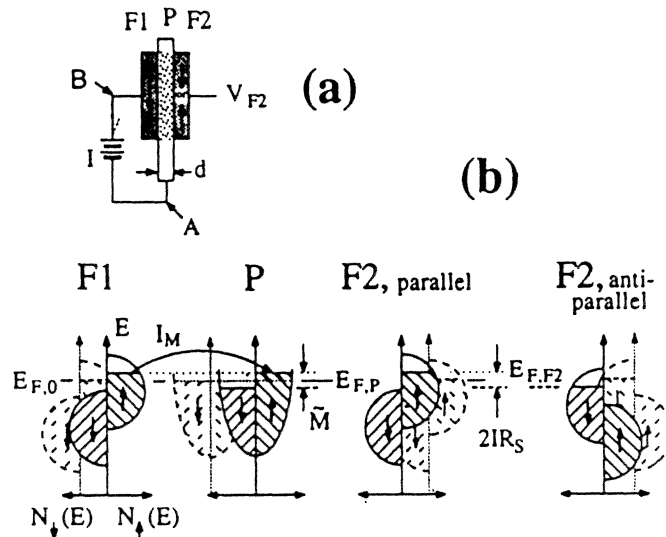 F1 P F2
(a)
B
V_F2
I
d
A
(b)
F1 P F2, parallel F2, anti-parallel
E I_M
E_F,0 E_F,P E_F,F2
M̃ 2IR_S
N↓(E) N↑(E)